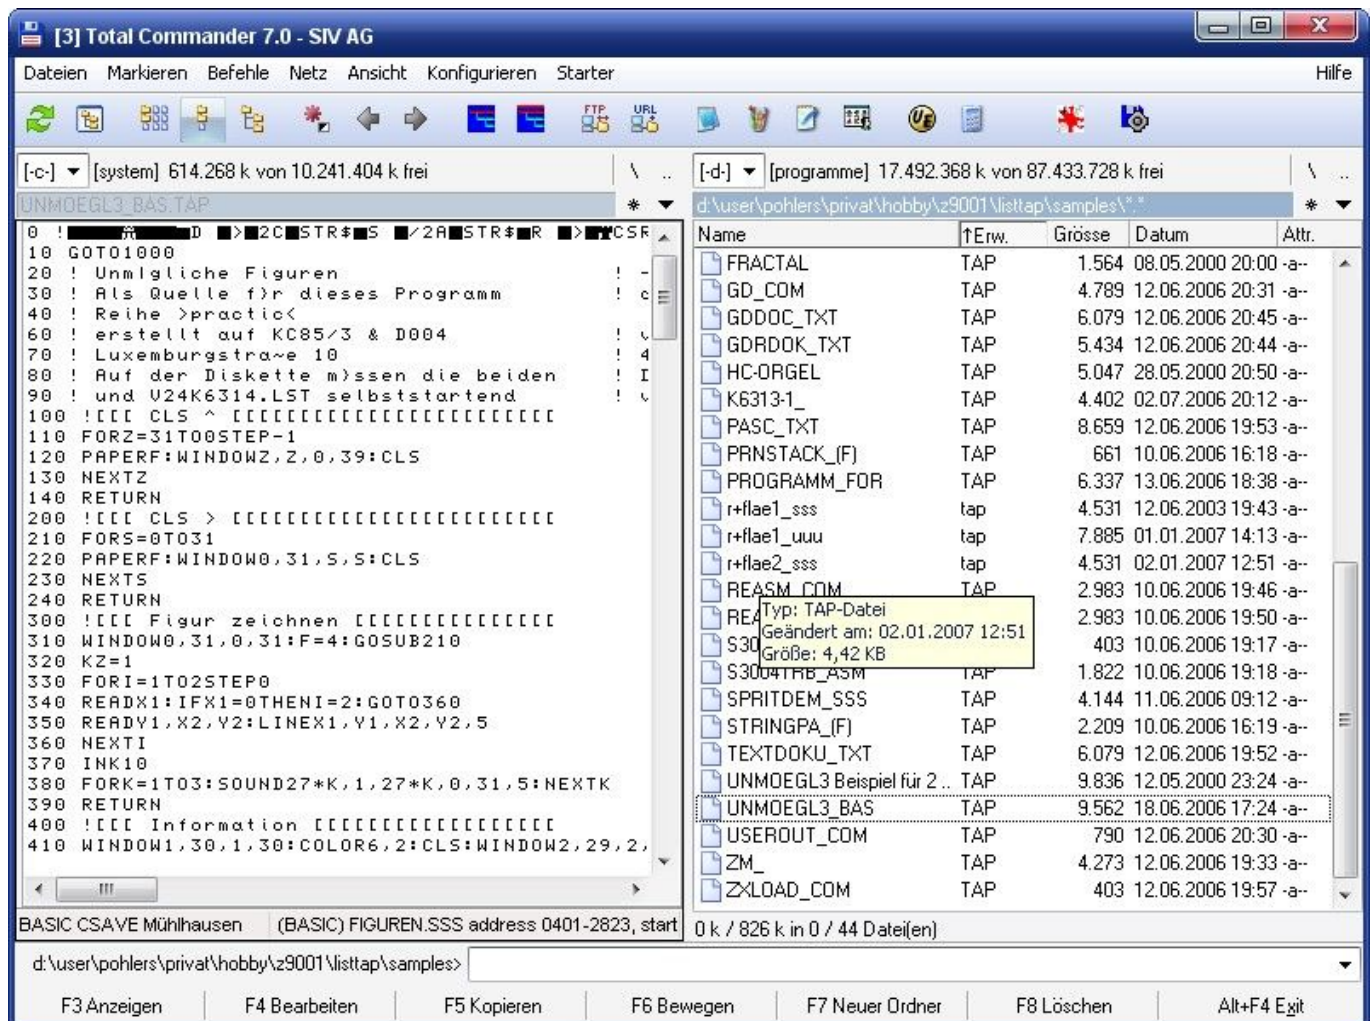 [3] Total Commander 7.0 - SIV AG
Dateien Markieren Befehle Netz Ansicht Konfigurieren Starter Hilfe
FTP URL
[-c-] [system] 614.268 k von 10.241.404 k frei \ ..
[-d-] [programme] 17.492.368 k von 87.433.728 k frei \ ..
UNMOEGL3_BAS.TAP * 
d:\user\pohlers\privat\hobby\z9001\listtap\samples\*.* *
10 GOTO1000
20 ! Unmlgliche Figuren ! -
30 ! Als Quelle f}r dieses Programm ! c
40 ! Reihe >practic< !
60 ! erstellt auf KC85/3 & D004 !
70 ! Luxemburgstra~e 10 ! 4
80 ! Auf der Diskette m}ssen die beiden ! I
90 ! und V24K6314.LST selbststartend !
100 ![[[ CLS ^ [[[[[[[[[[[[[[[[[[[[[[[[
110 FORZ=31TO0STEP-1
120 PAPERF:WINDOWZ,Z,0,39:CLS
130 NEXTZ
140 RETURN
200 ![[[ CLS > [[[[[[[[[[[[[[[[[[[[[[[[
210 FORS=0TO31
220 PAPERF:WINDOW0,31,S,S:CLS
230 NEXTS
240 RETURN
300 ![[[ Figur zeichnen [[[[[[[[[[[[[[[
310 WINDOW0,31,0,31:F=4:GOSUB210
320 KZ=1
330 FORI=1TO2STEP0
340 READX1:IFX1=0THENI=2:GOTO360
350 READY1,X2,Y2:LINEX1,Y1,X2,Y2,5
360 NEXTI
370 INK10
380 FORK=1TO3:SOUND27*K,1,27*K,0,31,5:NEXTK
390 RETURN
400 ![[[ Information [[[[[[[[[[[[[[[[[[
410 WINDOW1,30,1,30:COLOR6,2:CLS:WINDOW2,29,2,
BASIC CSAVE Mühlhausen (BASIC) FIGUREN.SSS address 0401-2823, start
Name ↑Erw. Grösse Datum Attr.
FRACTAL TAP 1.564 08.05.2000 20:00 -a--
GD_COM TAP 4.789 12.06.2006 20:31 -a--
GDDOC_TXT TAP 6.079 12.06.2006 20:45 -a--
GDRDOK_TXT TAP 5.434 12.06.2006 20:44 -a--
HC-ORGEL TAP 5.047 28.05.2000 20:50 -a--
K6313-1_ TAP 4.402 02.07.2006 20:12 -a--
PASC_TXT TAP 8.659 12.06.2006 19:53 -a--
PRNSTACK_(F) TAP 661 10.06.2006 16:18 -a--
PROGRAMM_FOR TAP 6.337 13.06.2006 18:38 -a--
r+flae1_sss tap 4.531 12.06.2003 19:43 -a--
r+flae1_uuu tap 7.885 01.01.2007 14:13 -a--
r+flae2_sss tap 4.531 02.01.2007 12:51 -a--
REASM_COM TAP 2.983 10.06.2006 19:46 -a--
2.983 10.06.2006 19:50 -a--
403 10.06.2006 19:17 -a--
S3004TRB_ASM TAP 1.822 10.06.2006 19:18 -a--
SPRITDEM_SSS TAP 4.144 11.06.2006 09:12 -a--
STRINGPA_(F) TAP 2.209 10.06.2006 16:19 -a--
TEXTDOKU_TXT TAP 6.079 12.06.2006 19:52 -a--
UNMOEGL3 Beispiel für 2 .. TAP 9.836 12.05.2000 23:24 -a--
UNMOEGL3_BAS TAP 9.562 18.06.2006 17:24 -a--
USEROUT_COM TAP 790 12.06.2006 20:30 -a--
ZM_ TAP 4.273 12.06.2006 19:33 -a--
ZXLOAD_COM TAP 403 12.06.2006 19:57 -a--
Typ: TAP-Datei
Geändert am: 02.01.2007 12:51
Größe: 4,42 KB
0 k / 826 k in 0 / 44 Datei(en)
d:\user\pohlers\privat\hobby\z9001\listtap\samples>
F3 Anzeigen F4 Bearbeiten F5 Kopieren F6 Bewegen F7 Neuer Ordner F8 Löschen Alt+F4 Exit